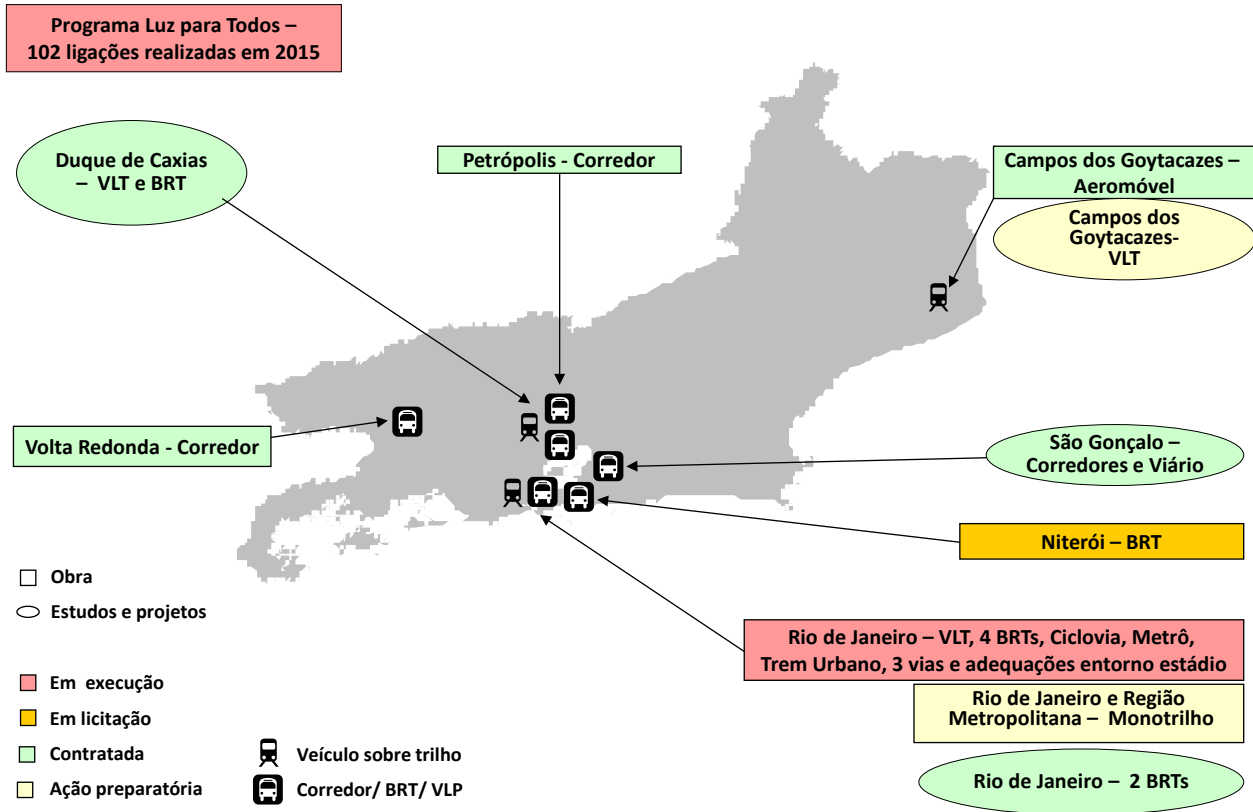 Programa Luz para Todos –
102 ligações realizadas em 2015
Duque de Caxias
– VLT e BRT
Petrópolis - Corredor
Campos dos Goytacazes –
Aeromóvel
Campos dos
Goytacazes-
VLT
Volta Redonda - Corredor
São Gonçalo –
Corredores e Viário
Niterói – BRT
Obra
Estudos e projetos
Rio de Janeiro – VLT, 4 BRTs, Ciclovia, Metrô,
Trem Urbano, 3 vias e adequações entorno estádio
Em execução
Em licitação
Contratada
Ação preparatória
Veículo sobre trilho
Corredor/ BRT/ VLP
Rio de Janeiro e Região
Metropolitana – Monotrilho
Rio de Janeiro – 2 BRTs